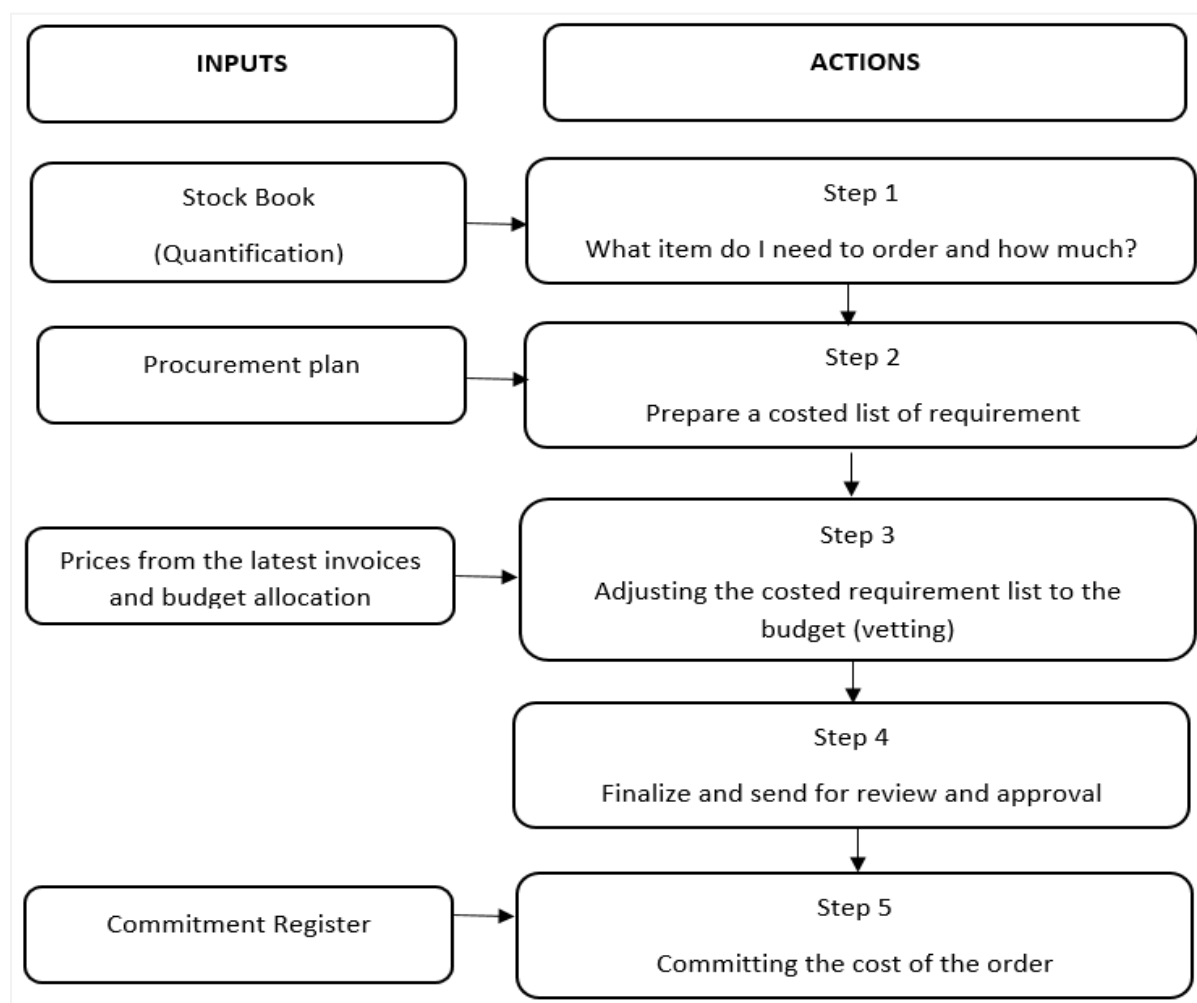 INPUTS
ACTIONS
Stock Book
(Quantification)
Step 1
What item do I need to order and how much?
Procurement plan
Step 2
Prepare a costed list of requirement
Prices from the latest invoices
and budget allocation
Step 3
Adjusting the costed requirement list to the
budget (vetting)
Step 4
Finalize and send for review and approval
Commitment Register
Step 5
Committing the cost of the order